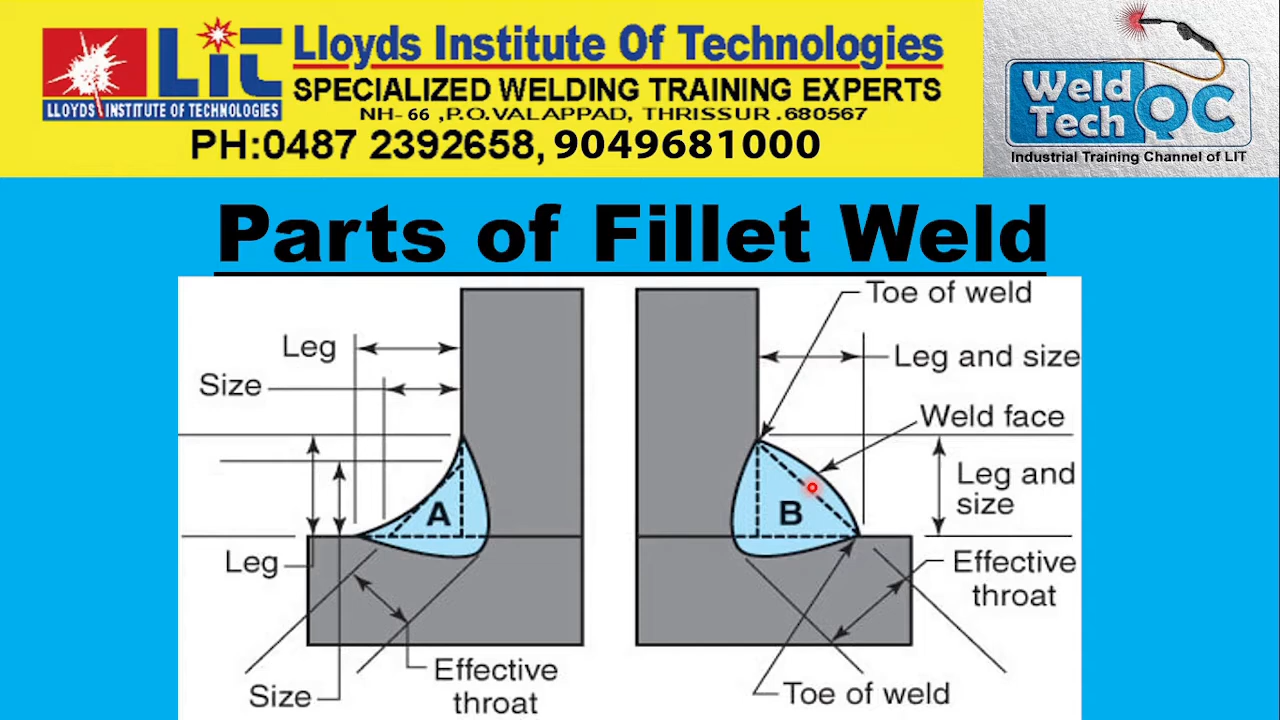 LiT
LLOYDS INSTITUTE OF TECHNOLOGIES
Lloyds Institute Of Technologies
SPECIALIZED WELDING TRAINING EXPERTS
NH- 66 ,P.O.VALAPPAD, THRISSUR .680567
PH:0487 2392658, 9049681000
Weld
Tech QC
Industrial Training Channel of LIT
Parts of Fillet Weld
Leg
Size
A
Leg
Size
Effective
throat
Toe of weld
Leg and size
Weld face
Leg and
size
B
Effective
throat
Toe of weld